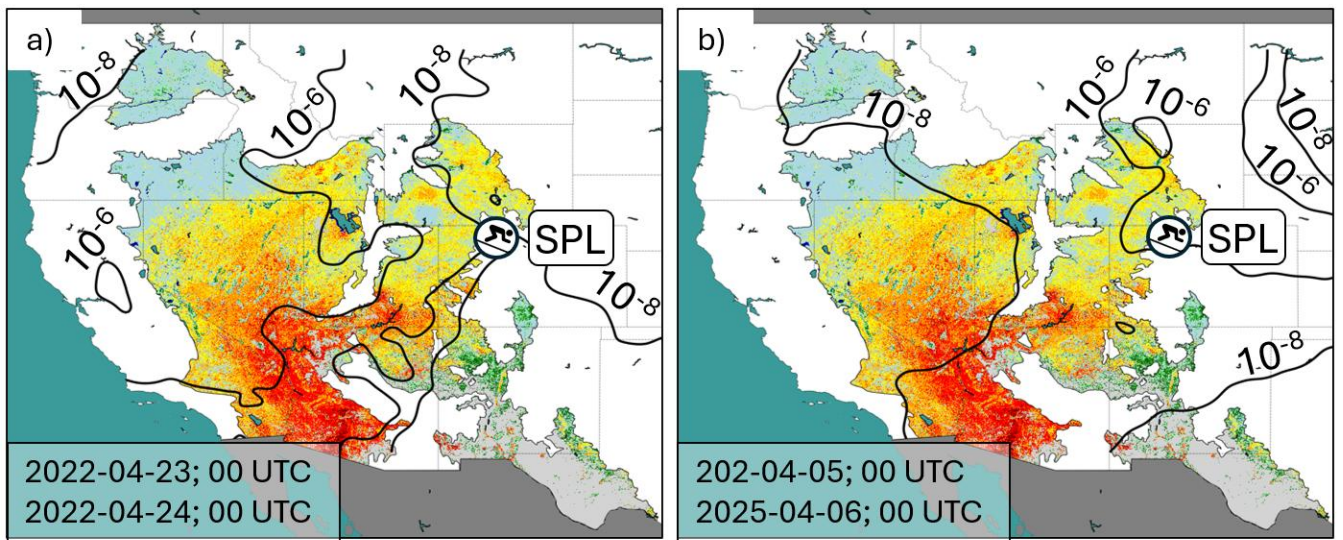 a)
10⁻⁸
10⁻⁶
10⁻⁸
10⁻⁶
SPL
10⁻⁸
2022-04-23; 00 UTC
2022-04-24; 00 UTC
b)
10⁻⁸
10⁻⁶
10⁻⁶
10⁻⁸
10⁻⁶
SPL
10⁻⁸
202-04-05; 00 UTC
2025-04-06; 00 UTC